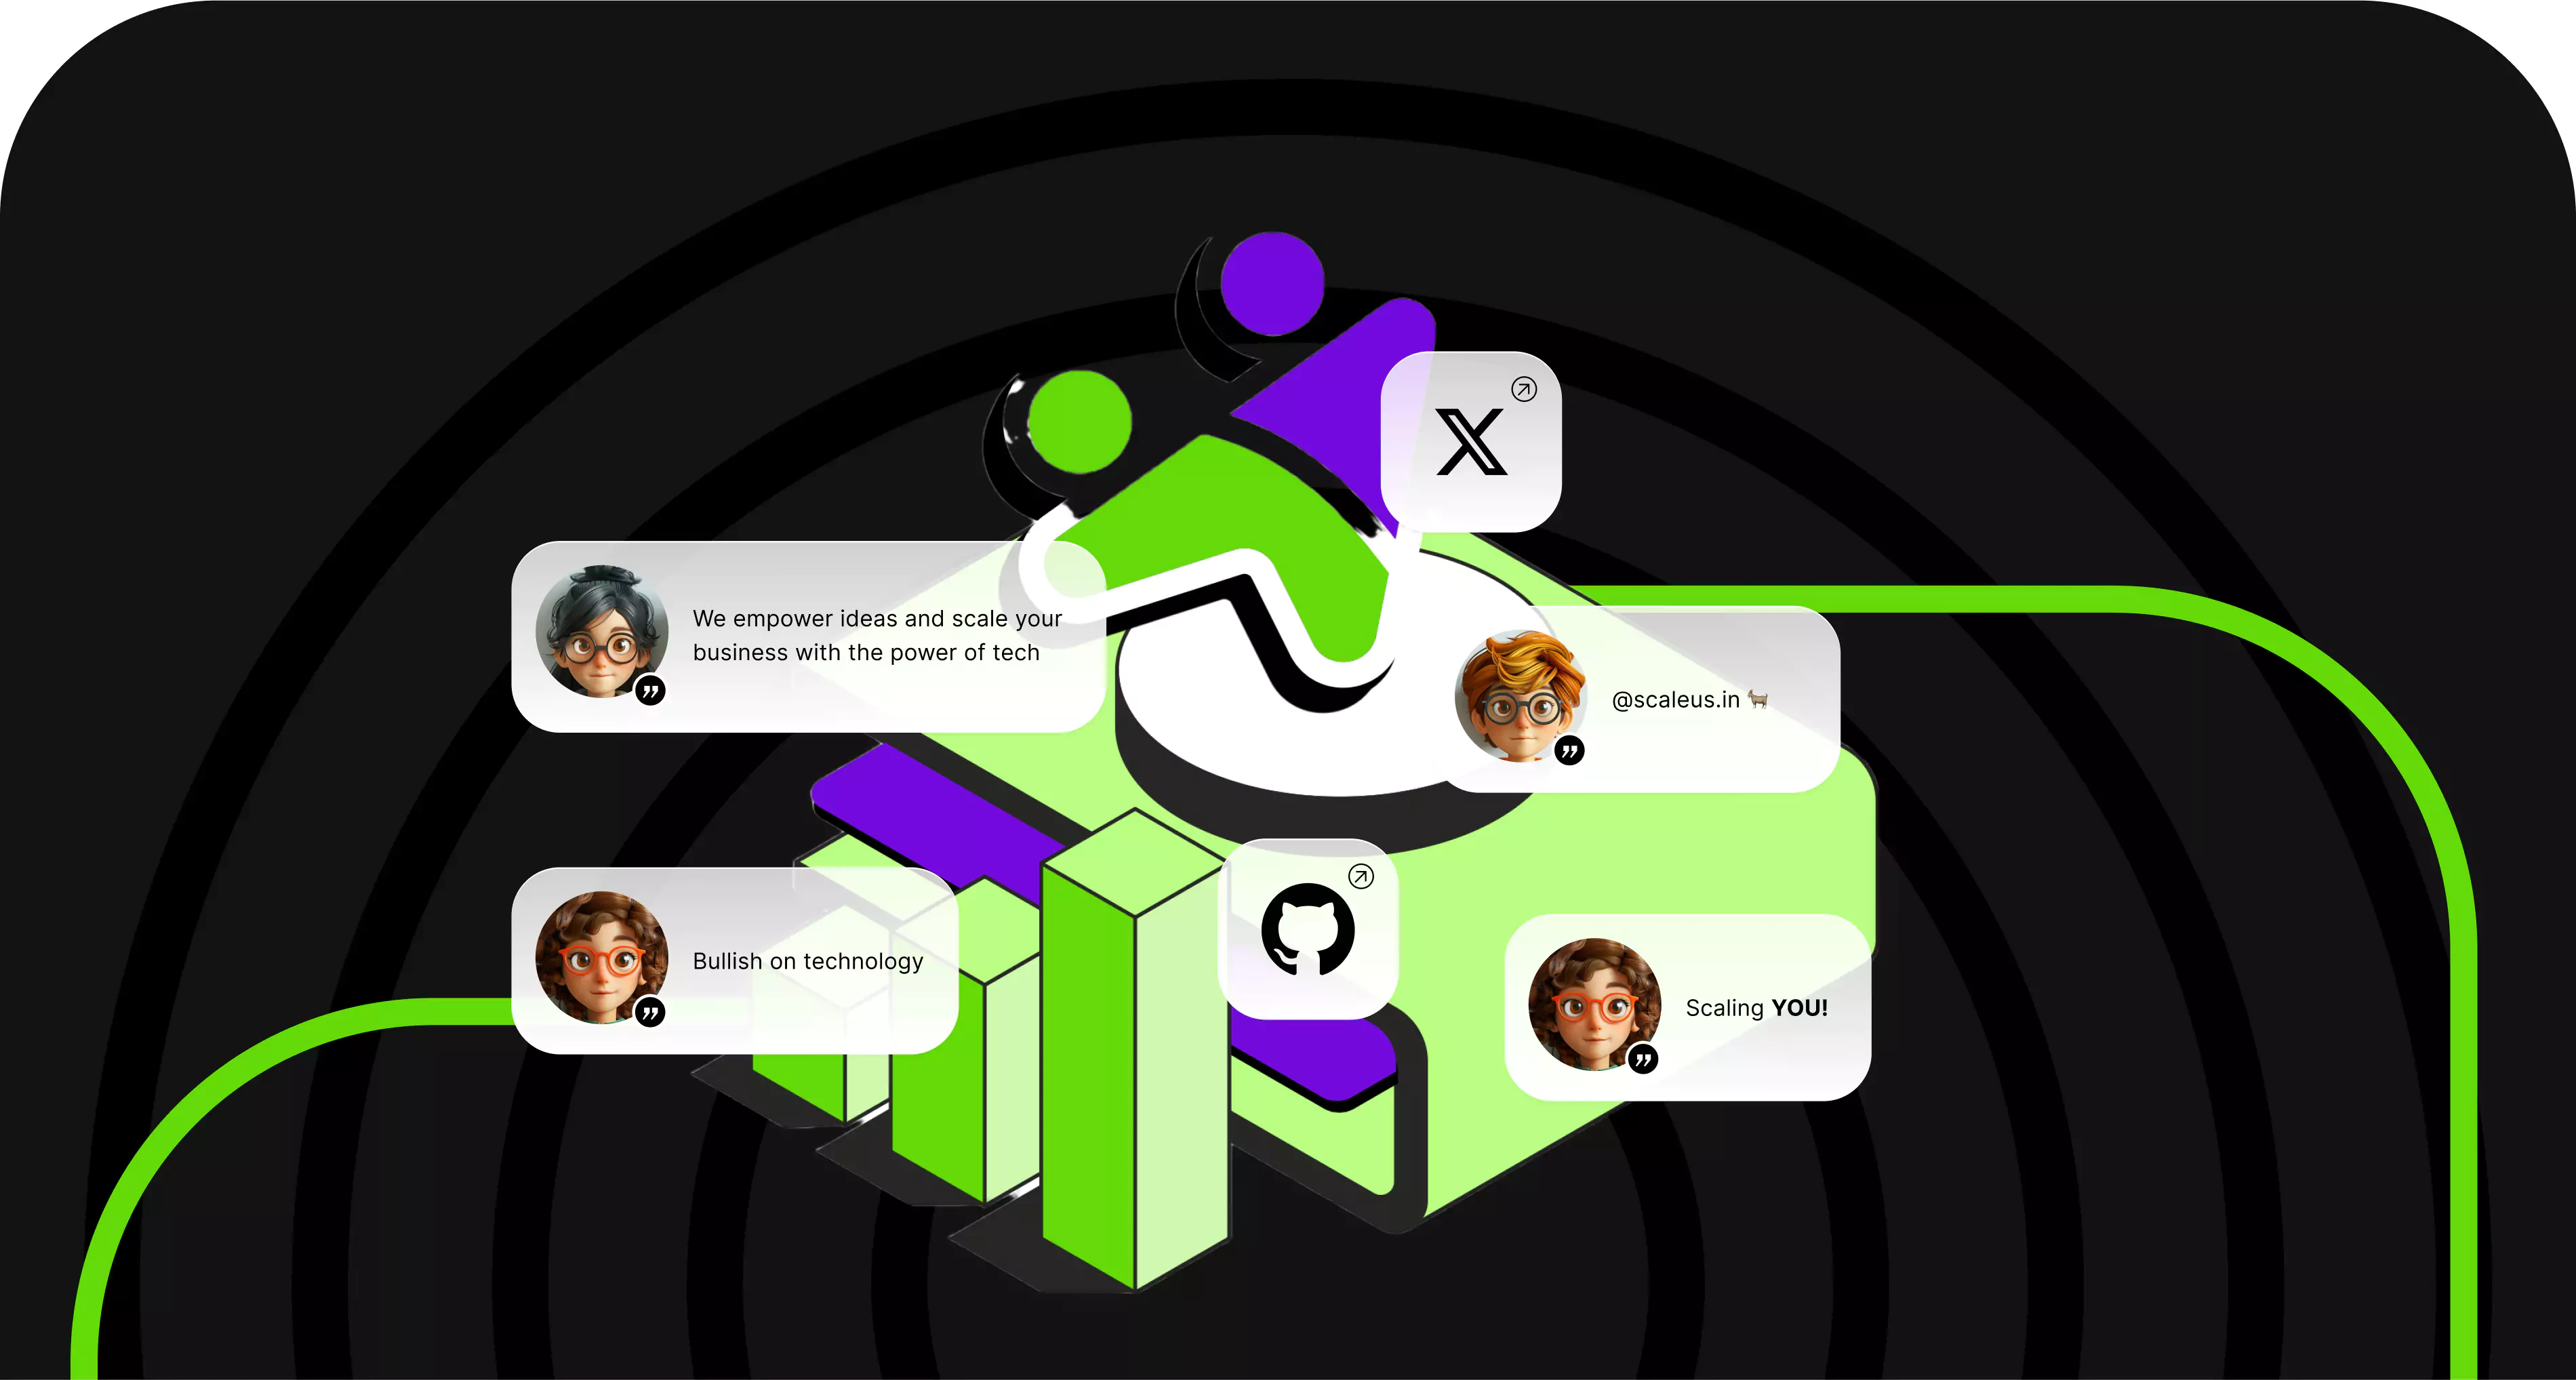 We empower ideas and scale your
business with the power of tech
@scaleus.in 🐐
Bullish on technology
Scaling YOU!